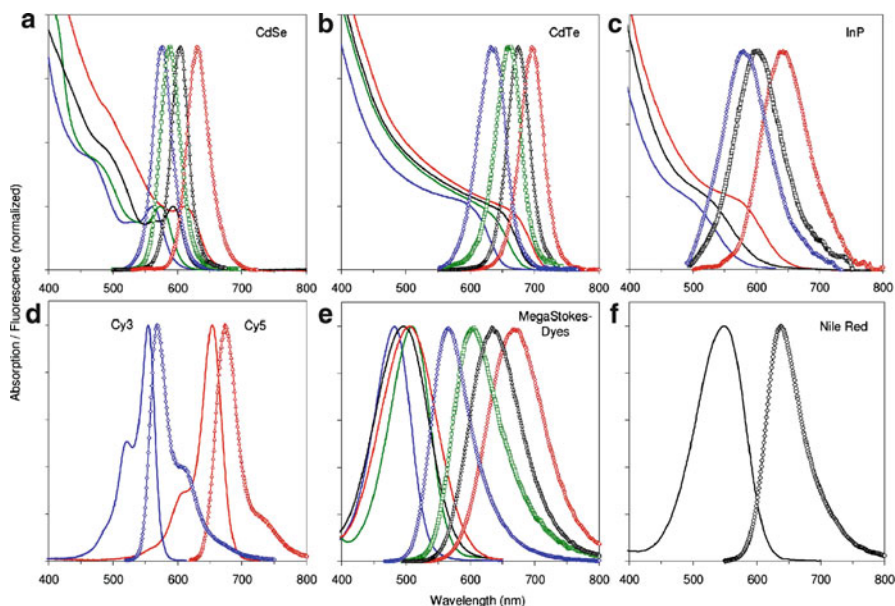 a CdSe
b CdTe
c InP
400 500 600 700 800
400 500 600 700 800
400 500 600 700 800
Absorption / Fluorescence (normalized)
d Cy3 Cy5
e MegaStokes-
Dyes
f Nile Red
400 500 600 700 800
400 500 600 700 800
400 500 600 700 800
Wavelength (nm)